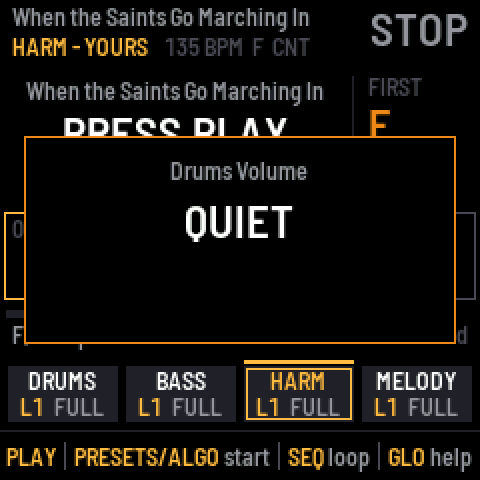 When the Saints Go Marching In
STOP
HARM - YOURS 135 BPM F CNT
When the Saints Go Marching In
FIRST
PRESS PLAY
F
Drums Volume
QUIET
DRUMS
L1 FULL
BASS
L1 FULL
HARM
L1 FULL
MELODY
L1 FULL
PLAY PRESETS/ALGO start SEQ loop GLO help